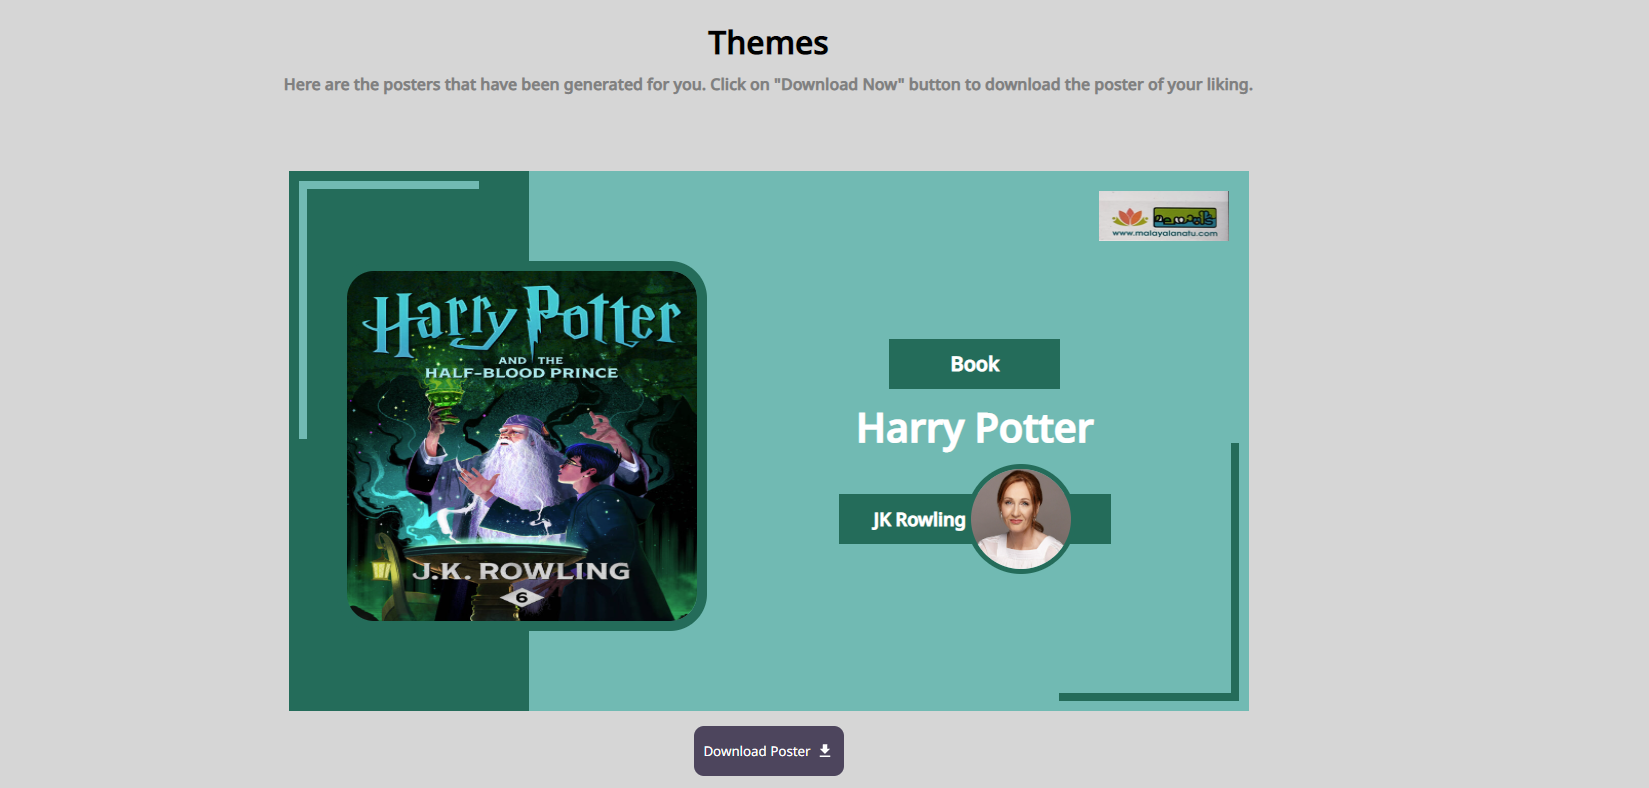 Themes
Here are the posters that have been generated for you. Click on "Download Now" button to download the poster of your liking.
www.malayalanatu.com
Harry Potter
AND THE
HALF-BLOOD PRINCE
J.K. ROWLING
6
Book
Harry Potter
JK Rowling
Download Poster